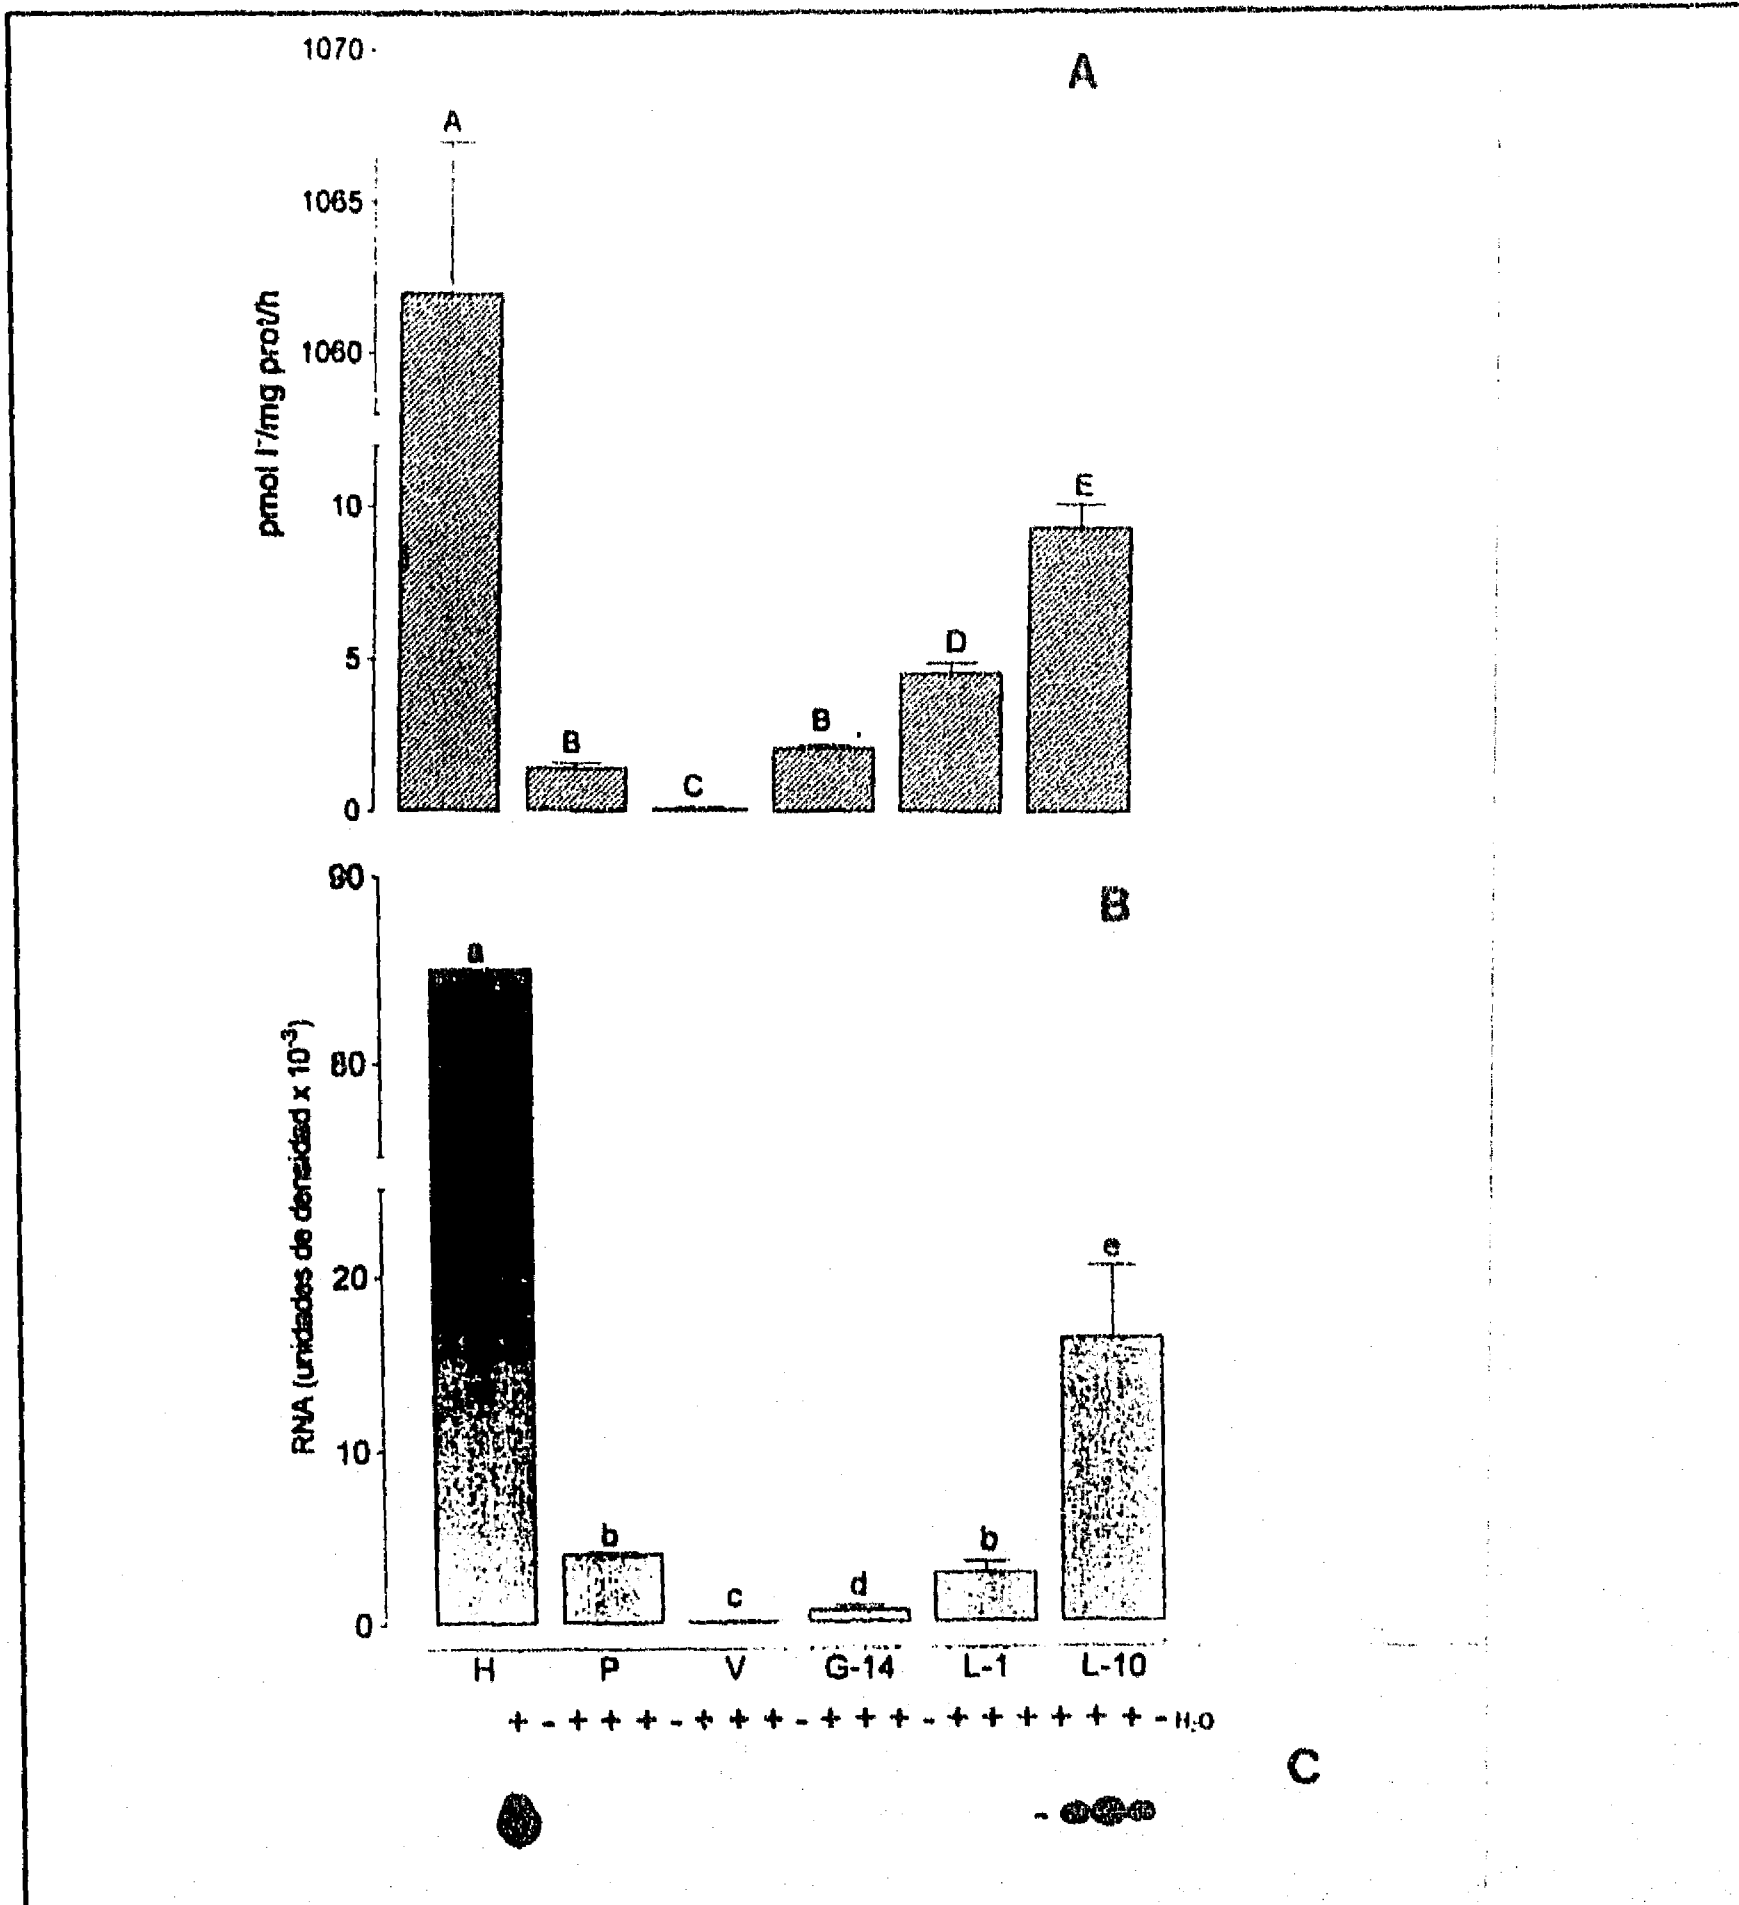 A
1070
A
1065
1060
pmol I⁻/mg prot/h
10
E
5
D
B
B
C
0
90
B
a
80
RNA (unidades de densidad x 10⁻³)
20
e
10
b
b
d
c
0
H P V G-14 L-1 L-10
+ - + + + - + + + - + + + - + + + + + + - H₂O
C